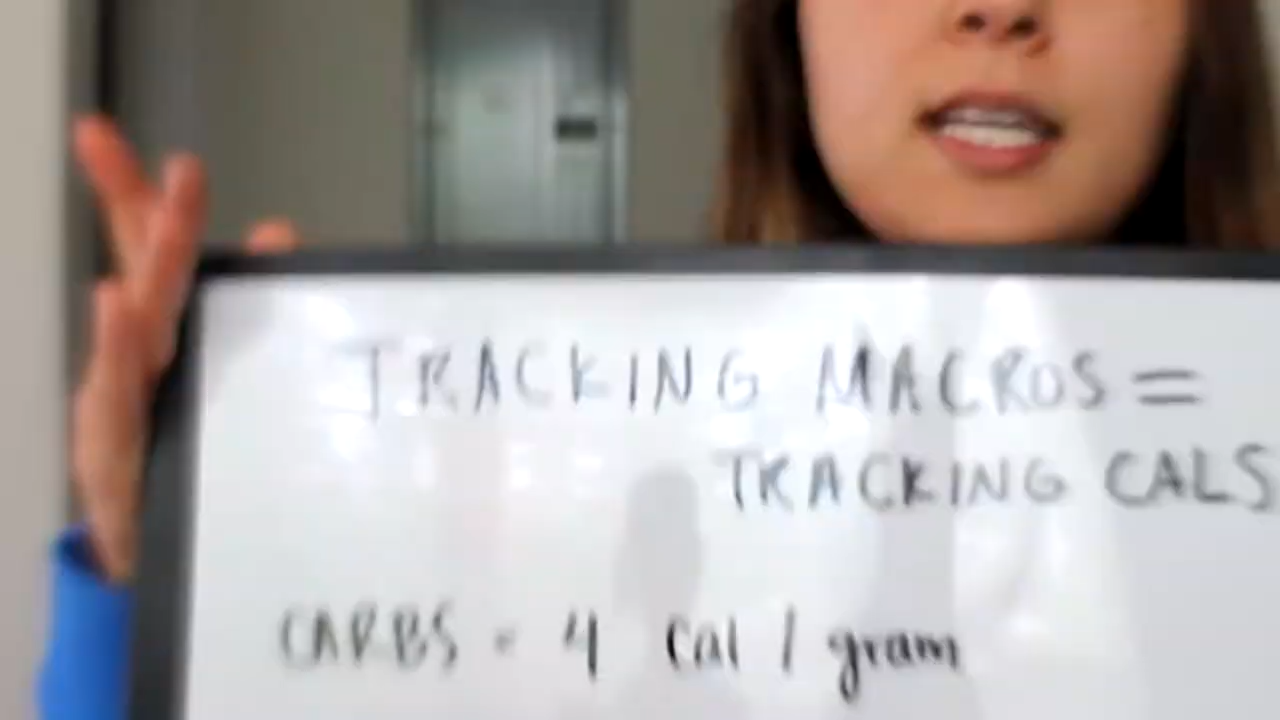 TRACKING MACROS =
TRACKING CALS
CARBS = 4 Cal / gram